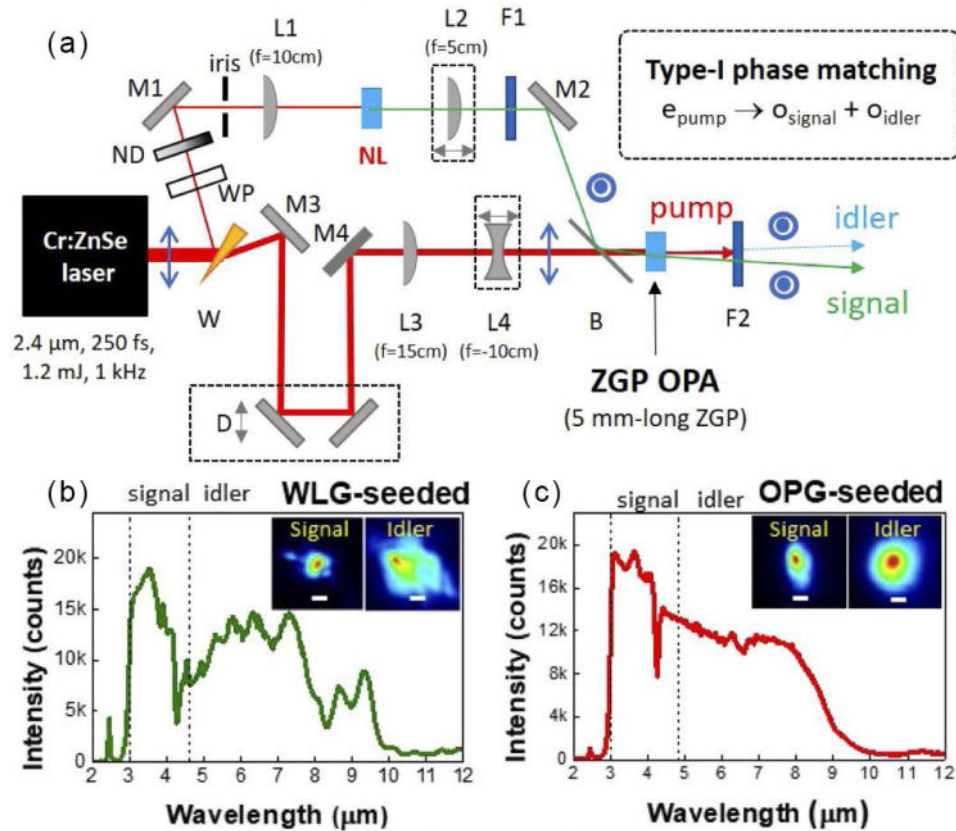 (a)
L1
(f=10cm)
L2
(f=5cm)
F1
iris
M1
M2
ND
NL
WP
Type-I phase matching
e_pump → o_signal + o_idler
Cr:ZnSe
laser
M3
M4
pump
idler
signal
W
L3
(f=15cm)
L4
(f=-10cm)
B
F2
2.4 μm, 250 fs,
1.2 mJ, 1 kHz
D
ZGP OPA
(5 mm-long ZGP)
(b)
signal idler
WLG-seeded
Signal
Idler
Intensity (counts)
20k
15k
10k
5k
0
2 3 4 5 6 7 8 9 10 11 12
Wavelength (μm)
(c)
signal idler
OPG-seeded
Signal
Idler
Intensity (counts)
20k
16k
12k
8k
4k
0
2 3 4 5 6 7 8 9 10 11 12
Wavelength (μm)